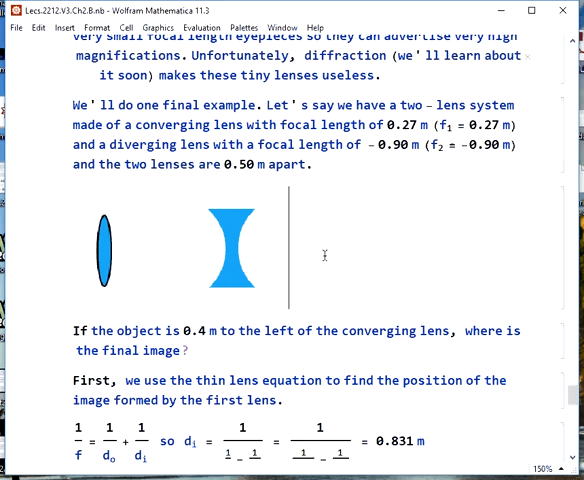 Lecs.2212.V3.Ch2.B.nb - Wolfram Mathematica 11.3
File Edit Insert Format Cell Graphics Evaluation Palettes Window Help
very small focal length eyepieces so they can advertise very high
magnifications. Unfortunately, diffraction (we'll learn about
it soon) makes these tiny lenses useless.
We'll do one final example. Let's say we have a two-lens system
made of a converging lens with focal length of 0.27 m (f₁ = 0.27 m)
and a diverging lens with a focal length of -0.90 m (f₂ = -0.90 m)
and the two lenses are 0.50 m apart.
If the object is 0.4 m to the left of the converging lens, where is
the final image?
First, we use the thin lens equation to find the position of the
image formed by the first lens.
1/f = 1/dₒ + 1/dᵢ so dᵢ = 1 = 1 = 0.831 m
1 - 1 1 - 1
150%